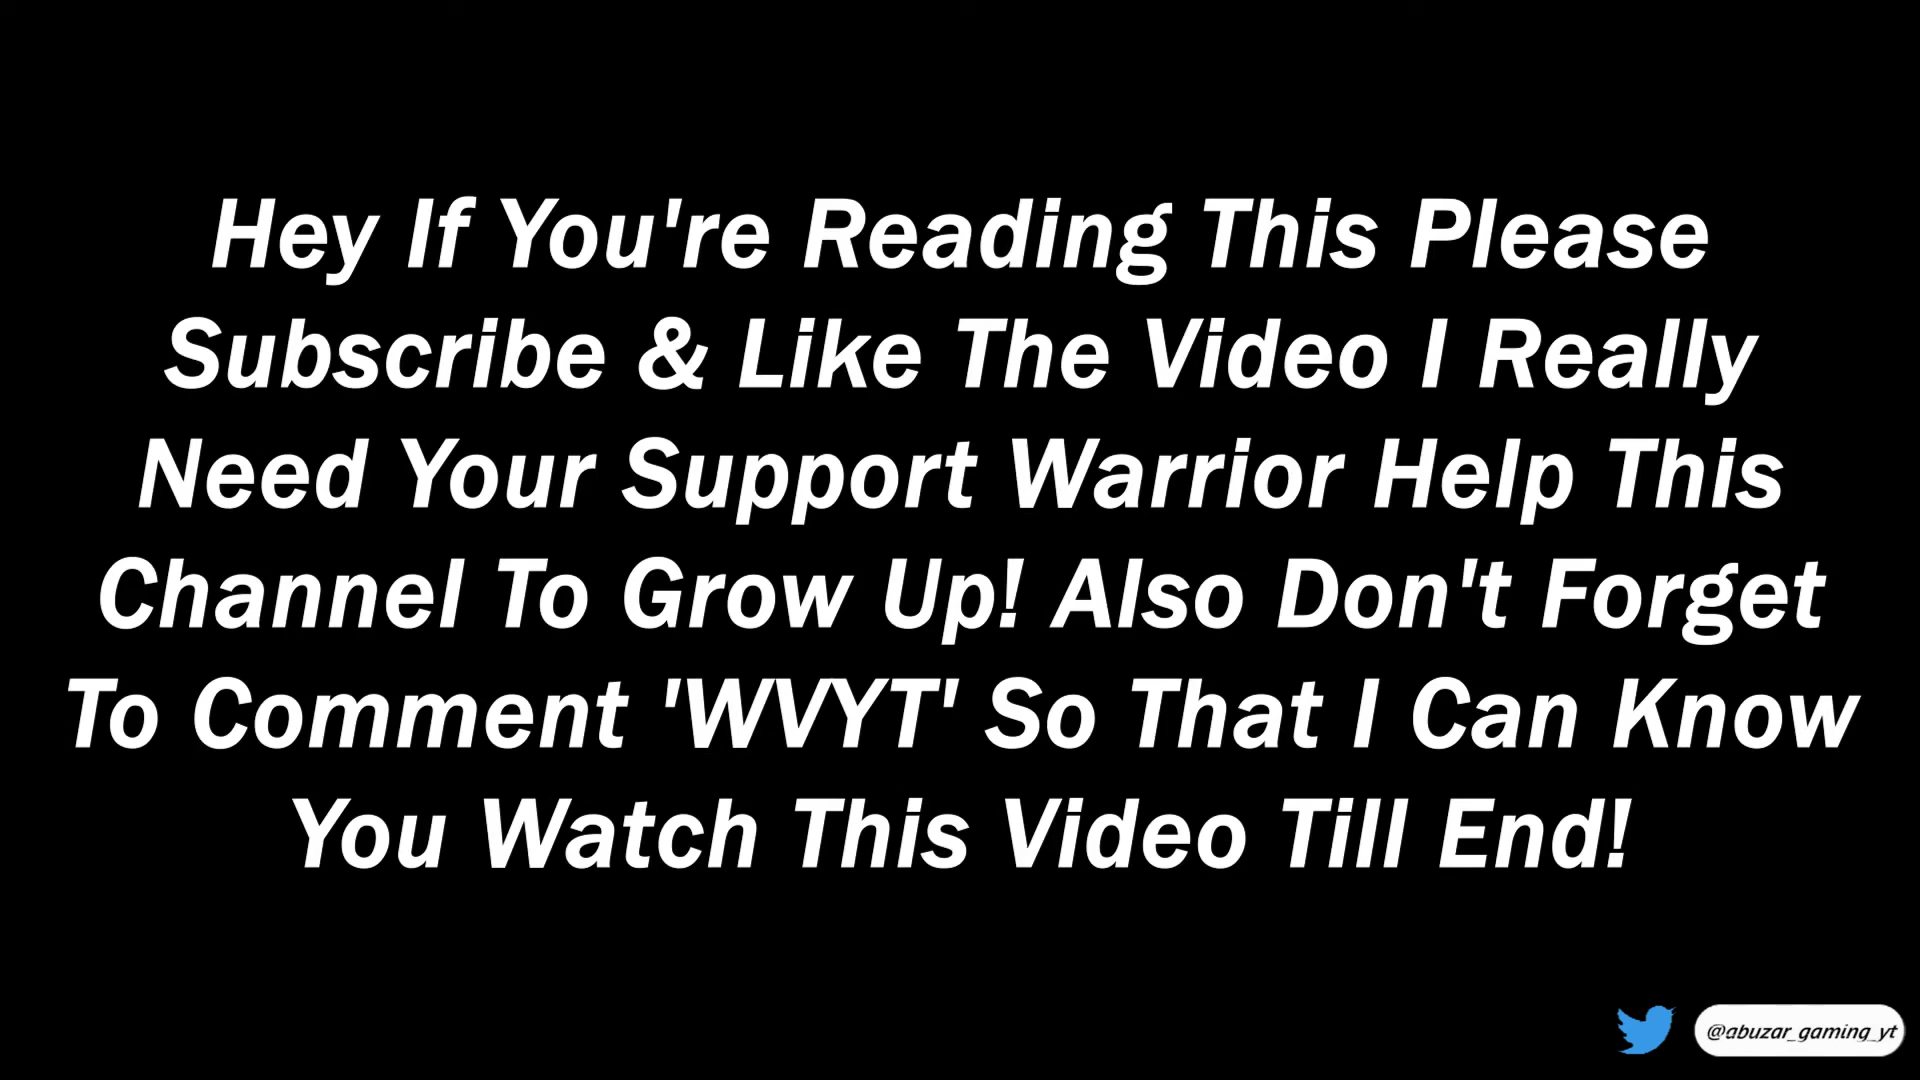 Hey If You're Reading This Please
Subscribe & Like The Video I Really
Need Your Support Warrior Help This
Channel To Grow Up! Also Don't Forget
To Comment 'WVYT' So That I Can Know
You Watch This Video Till End!
@abuzar_gaming_yt